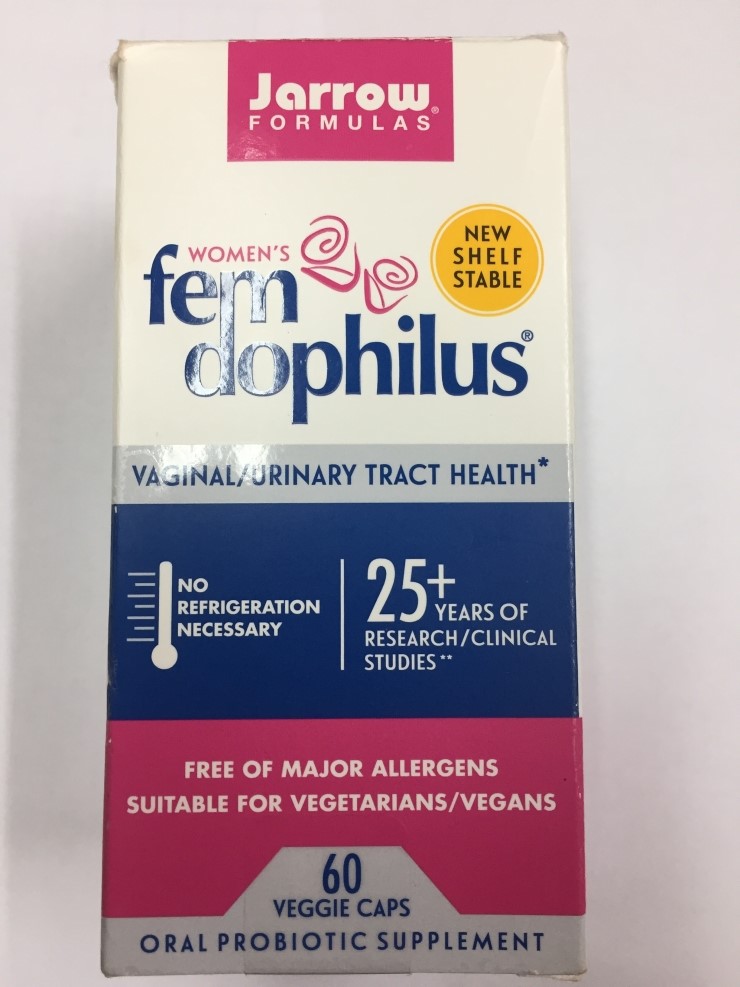 Jarrow®
FORMULAS
WOMEN'S
fem
dophilus®
NEW
SHELF
STABLE
VAGINAL/URINARY TRACT HEALTH*
NO
REFRIGERATION
NECESSARY
25+
YEARS OF
RESEARCH/CLINICAL
STUDIES**
FREE OF MAJOR ALLERGENS
SUITABLE FOR VEGETARIANS/VEGANS
60
VEGGIE CAPS
ORAL PROBIOTIC SUPPLEMENT